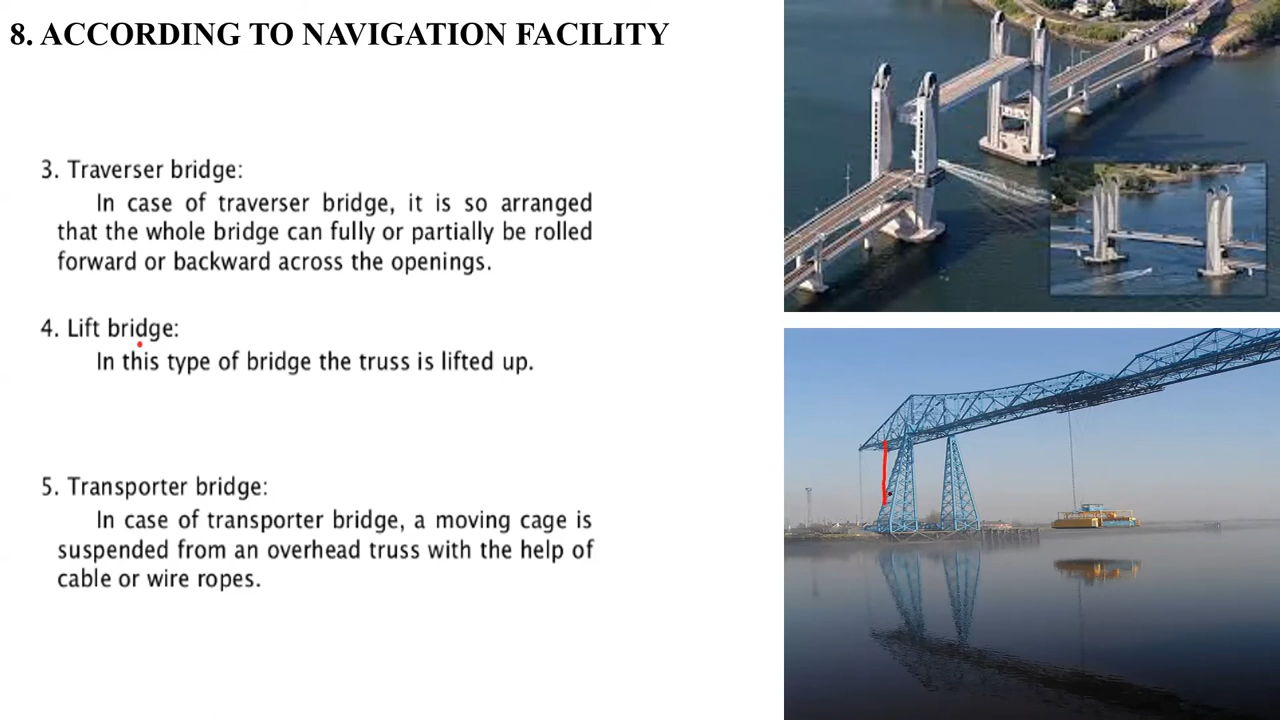 8. ACCORDING TO NAVIGATION FACILITY
3. Traverser bridge:
In case of traverser bridge, it is so arranged
that the whole bridge can fully or partially be rolled
forward or backward across the openings.
4. Lift bridge:
In this type of bridge the truss is lifted up.
5. Transporter bridge:
In case of transporter bridge, a moving cage is
suspended from an overhead truss with the help of
cable or wire ropes.